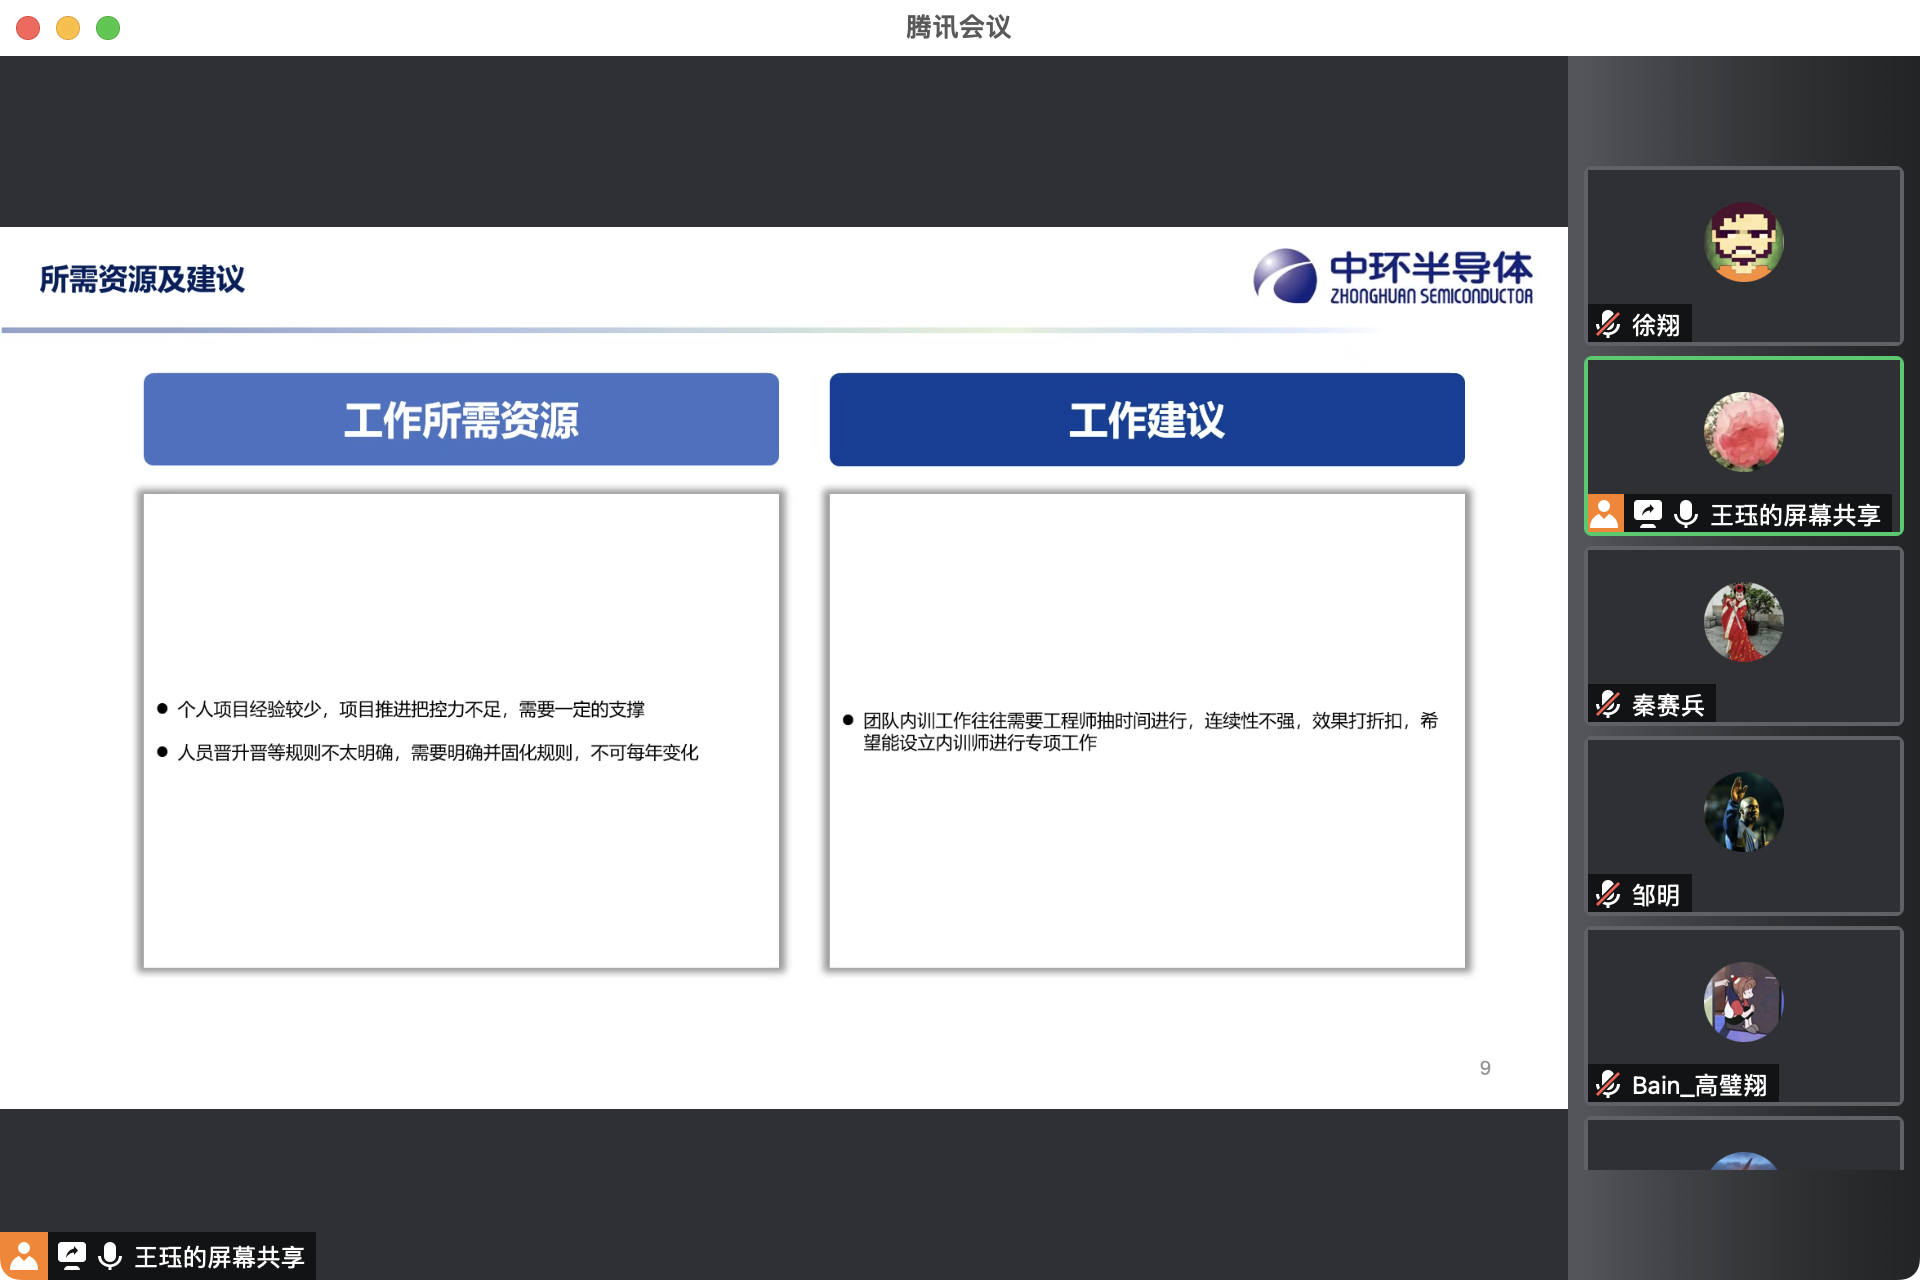 腾讯会议
所需资源及建议
中环半导体
ZHONGHUAN SEMICONDUCTOR
工作所需资源
● 个人项目经验较少，项目推进把控力不足，需要一定的支撑
● 人员晋升晋等规则不太明确，需要明确并固化规则，不可每年变化
工作建议
● 团队内训工作往往需要工程师抽时间进行，连续性不强，效果打折扣，希
望能设立内训师进行专项工作
9
徐翔
王珏的屏幕共享
秦赛兵
邹明
Bain_高璧翔
王珏的屏幕共享